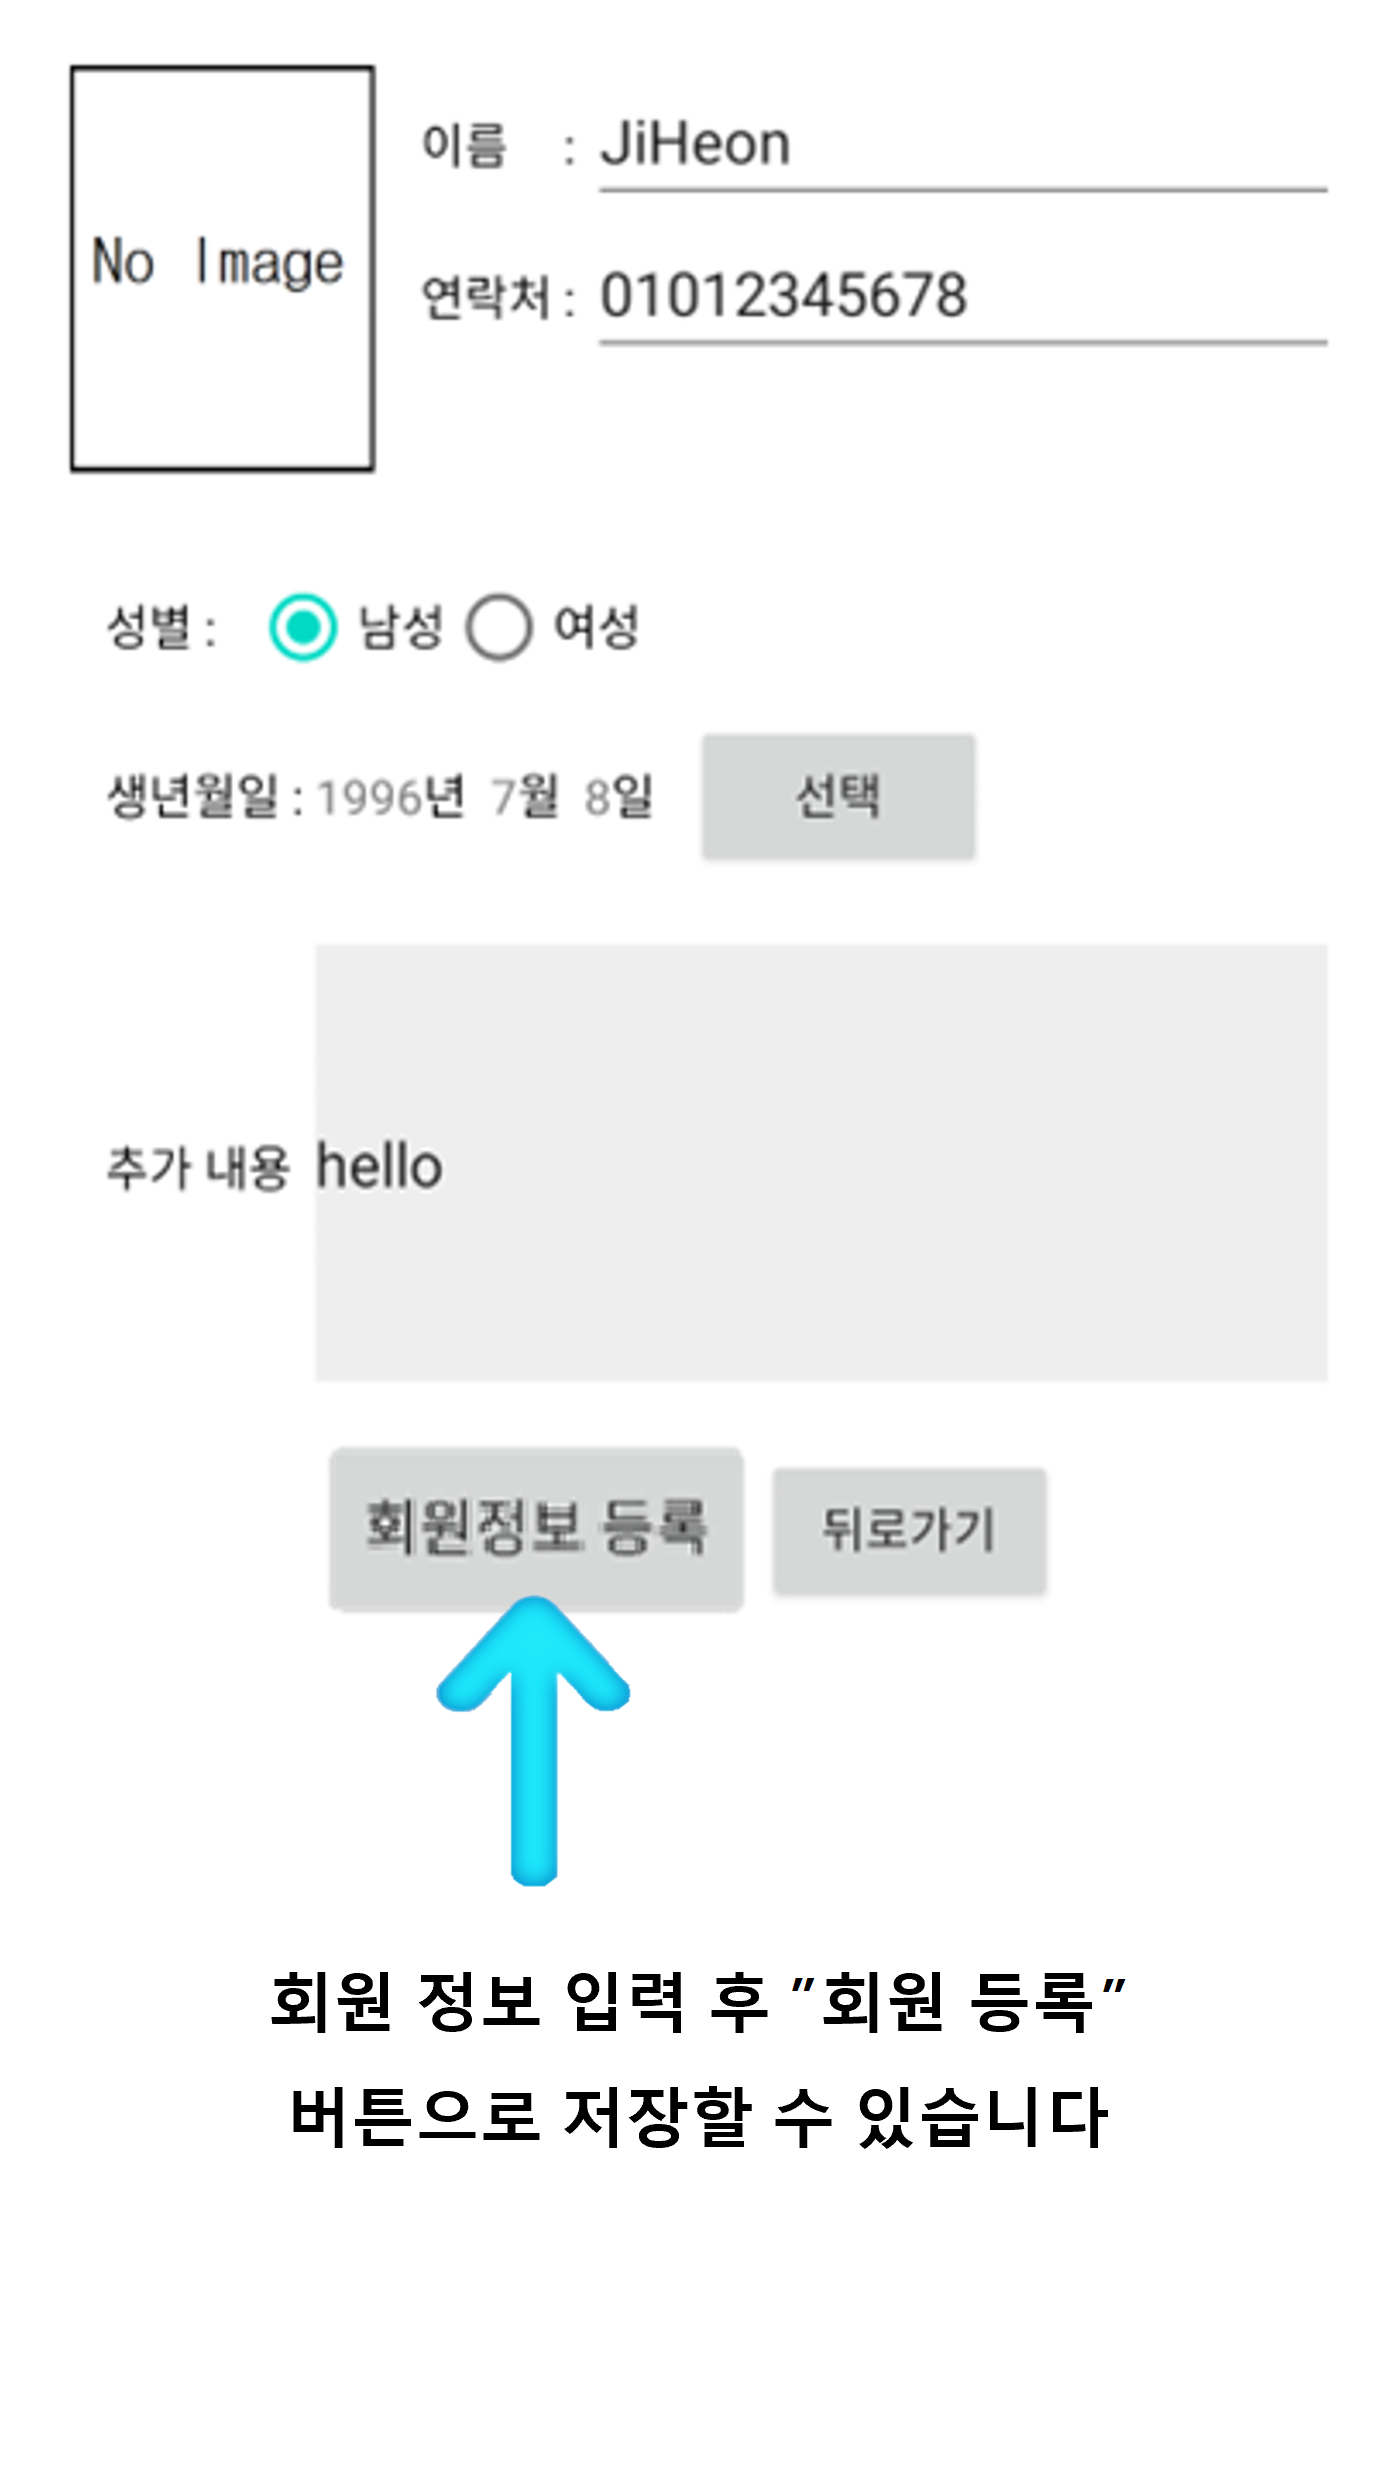 No Image
이름 : JiHeon
연락처 : 01012345678
성별 : 남성 여성
생년월일 : 1996년 7월 8일 선택
추가 내용 hello
회원정보 등록 뒤로가기
회원 정보 입력 후 "회원 등록"
버튼으로 저장할 수 있습니다